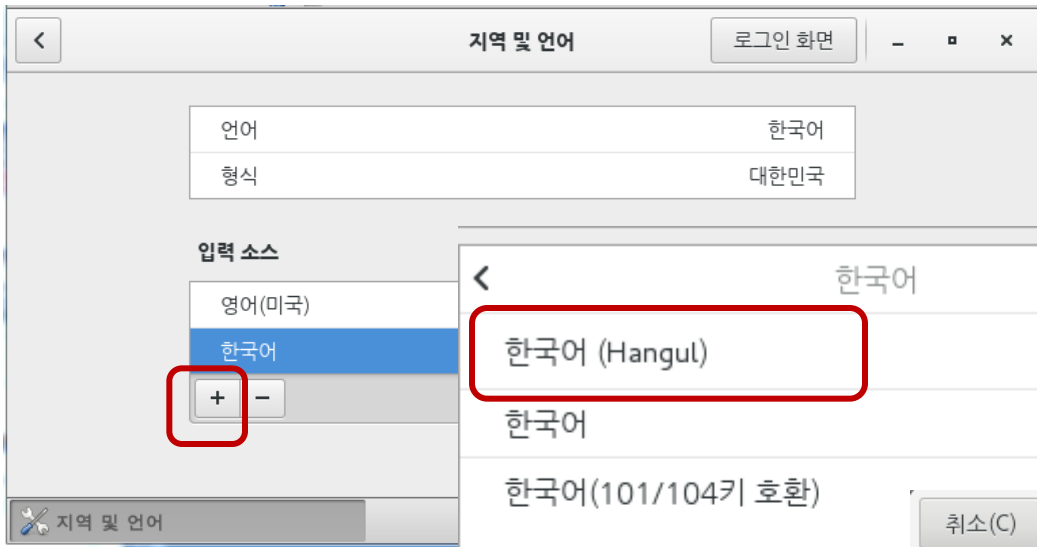 지역 및 언어
로그인 화면
언어
한국어
형식
대한민국
입력 소스
영어(미국)
한국어
+ −
한국어
한국어 (Hangul)
한국어
한국어(101/104키 호환)
취소(C)
지역 및 언어